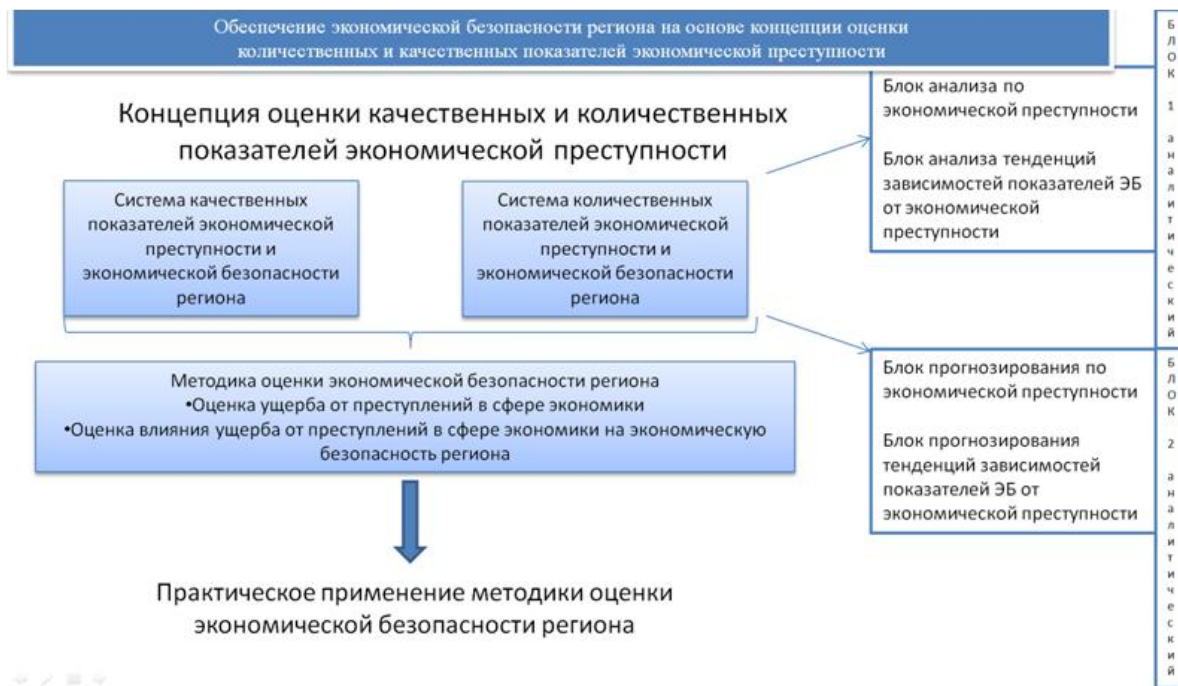 Обеспечение экономической безопасности региона на основе концепции оценки
количественных и качественных показателей экономической преступности
Концепция оценки качественных и количественных
показателей экономической преступности
Система качественных
показателей экономической
преступности и
экономической безопасности
региона
Система количественных
показателей экономической
преступности и
экономической безопасности
региона
Методика оценки экономической безопасности региона
•Оценка ущерба от преступлений в сфере экономики
•Оценка влияния ущерба от преступлений в сфере экономики на экономическую
безопасность региона
Практическое применение методики оценки
экономической безопасности региона
Блок анализа по
экономической преступности
Блок анализа тенденций
зависимостей показателей ЭБ
от экономической
преступности
Блок прогнозирования по
экономической преступности
Блок прогнозирования
тенденций зависимостей
показателей ЭБ от
экономической преступности
БЛОК 1 аналитический
БЛОК 2 аналитический